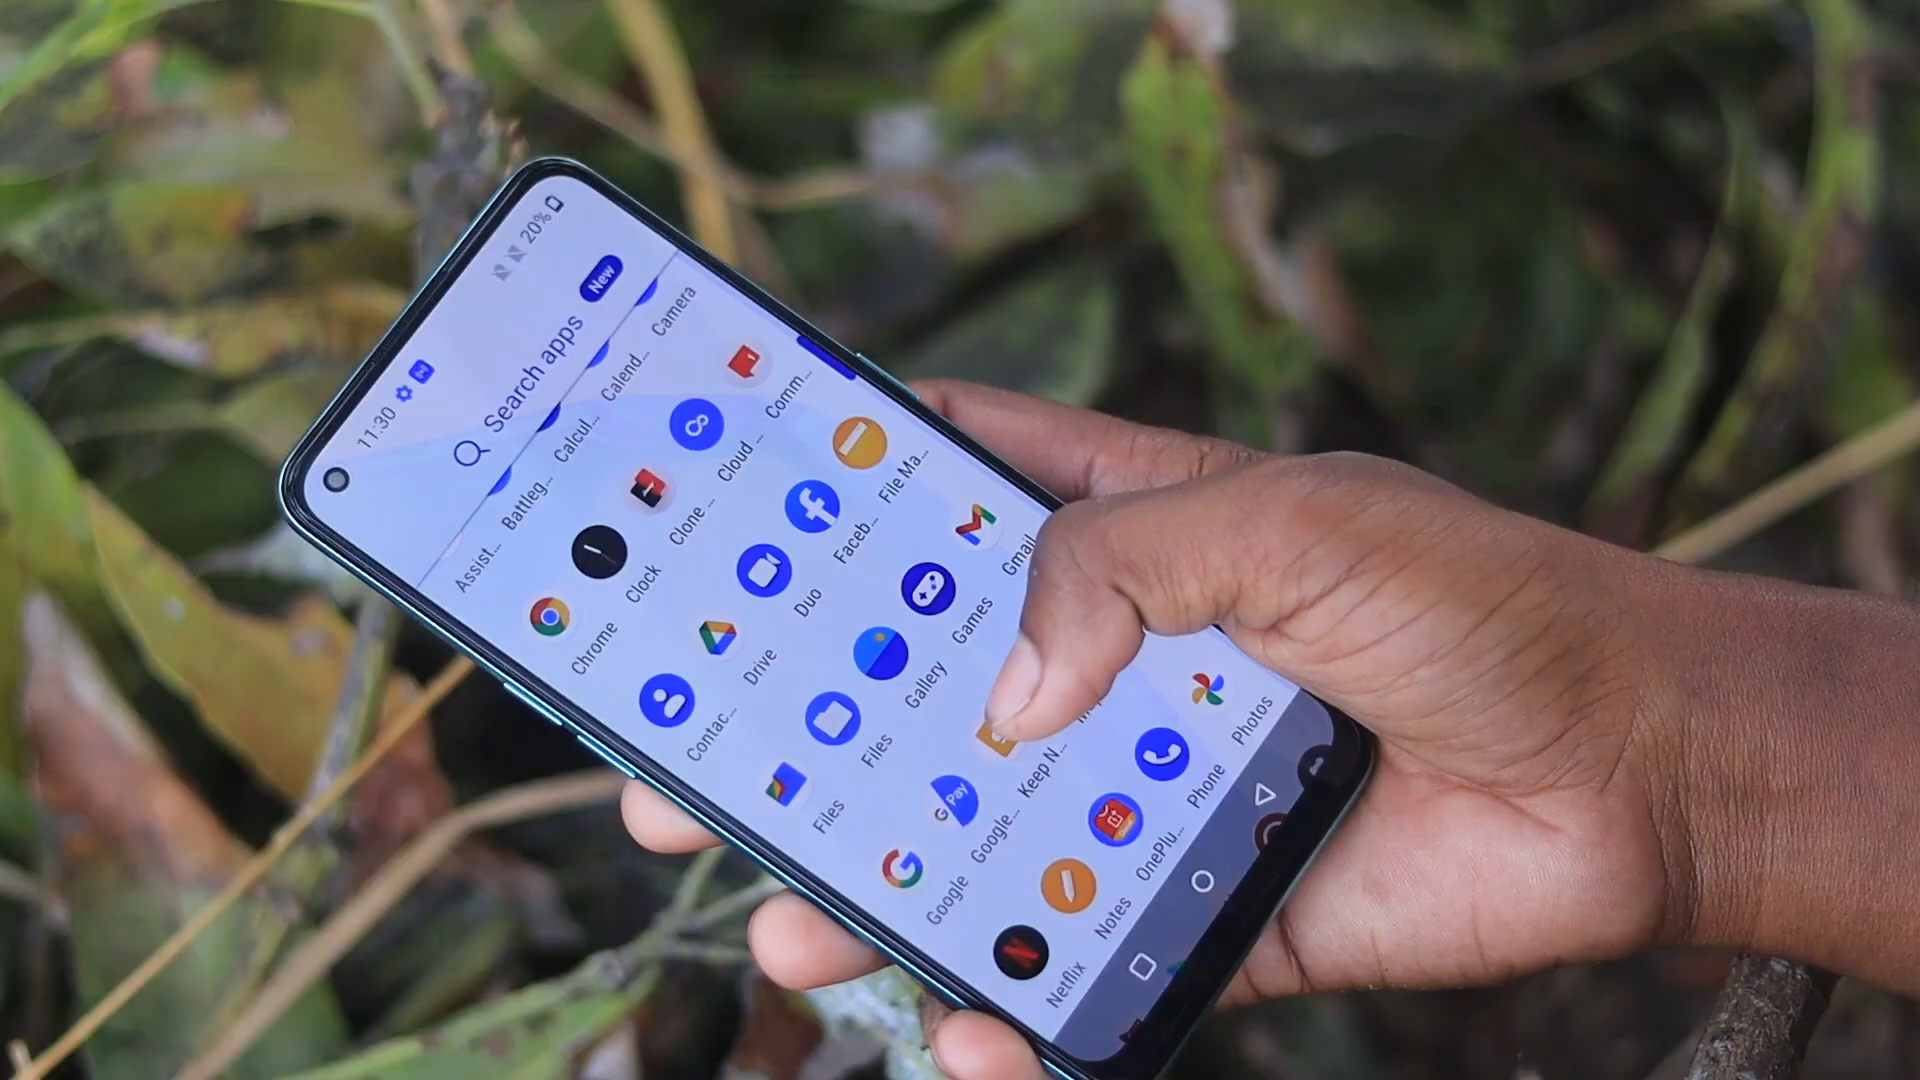 11:30 20%
Search apps New
Assist... Battleg... Calcul... Calend... Camera
Chrome Clock Clone ... Cloud ... Comm...
Contac... Drive Duo Faceb... File Ma...
Files Files Gallery Games Gmail
G Pay
Google Google... Keep N...
Netflix Notes OnePlu... Phone Photos